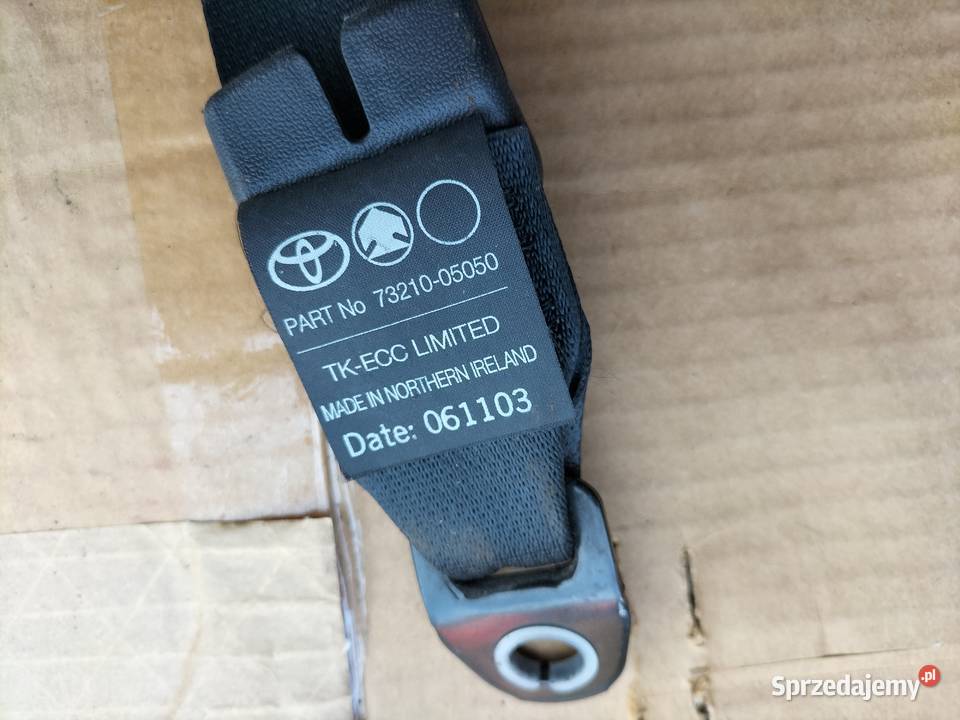 PART No 73210-05050
TK-ECC LIMITED
MADE IN NORTHERN IRELAND
Date: 061103
Sprzedajemy.pl